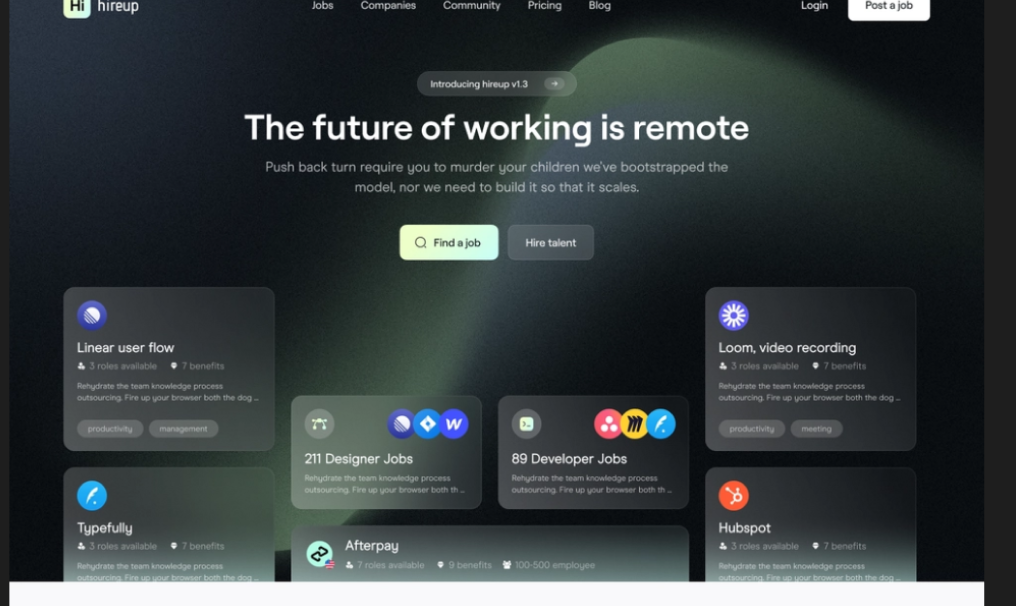 Hi hireup
Jobs Companies Community Pricing Blog
Login Post a job
Introducing hireup v1.3
The future of working is remote
Push back turn require you to murder your children we've bootstrapped the
model, nor we need to build it so that it scales.
Find a job Hire talent
Linear user flow
3 roles available 7 benefits
Rehydrate the team knowledge process
outsourcing. Fire up your browser both the dog ...
productivity management
Typefully
3 roles available 7 benefits
Rehydrate the team knowledge process
outsourcing. Fire up your browser both the dog ...
211 Designer Jobs
Rehydrate the team knowledge process
outsourcing. Fire up your browser both th ...
89 Developer Jobs
Rehydrate the team knowledge process
outsourcing. Fire up your browser both th ...
Afterpay
7 roles available 9 benefits 100-500 employee
Loom, video recording
3 roles available 7 benefits
Rehydrate the team knowledge process
outsourcing. Fire up your browser both the dog ...
productivity meeting
Hubspot
3 roles available 7 benefits
Rehydrate the team knowledge process
outsourcing. Fire up your browser both the dog ...